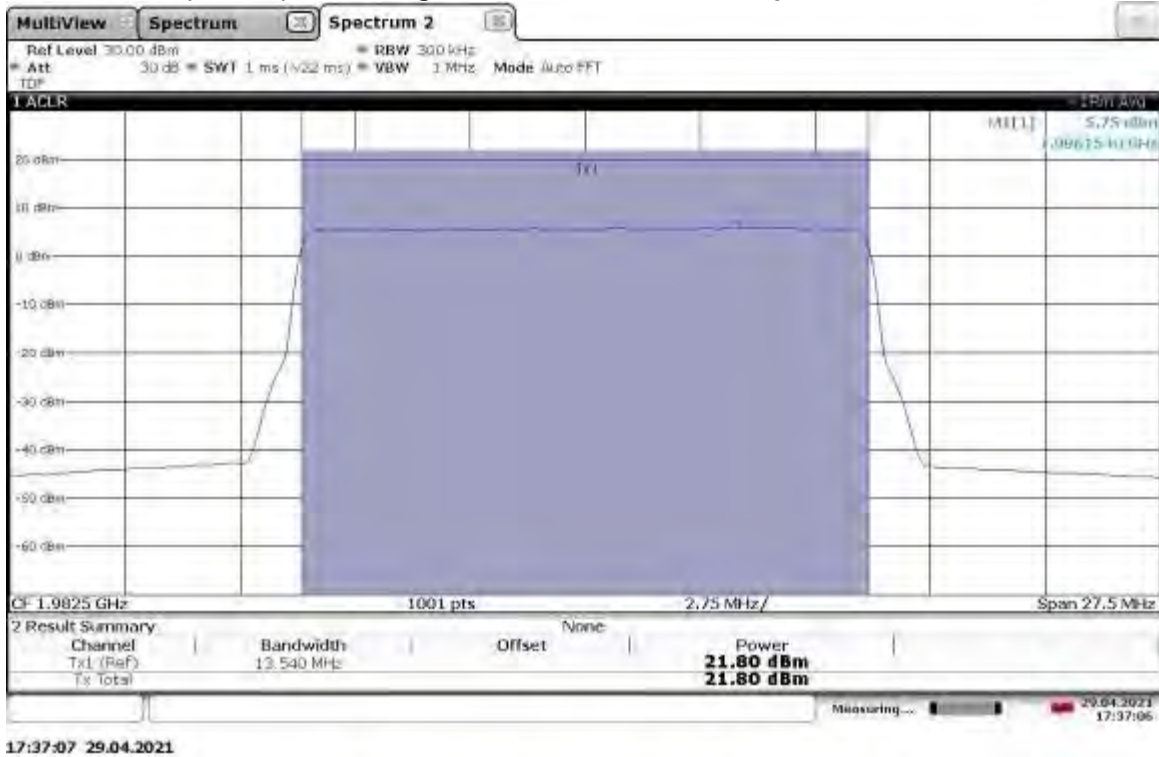 MultiView Spectrum Spectrum 2
Ref Level 30.00 dBm RBW 300 kHz
Att 30 dB SWT 1 ms (~22 ms) VBW 1 MHz Mode Auto FFT
TDF
1 ACLR 1Rm Avg
M1[1] 5.75 dBm
20 dBm
Tx1
10 dBm
0 dBm
-10 dBm
-20 dBm
-30 dBm
-40 dBm
-50 dBm
-60 dBm
CF 1.9825 GHz 1001 pts 2.75 MHz/ Span 27.5 MHz
2 Result Summary None
Channel Bandwidth Offset Power
Tx1 (Ref) 13.540 MHz 21.80 dBm
Tx Total 21.80 dBm
Measuring... 29.04.2021
17:37:06
17:37:07 29.04.2021